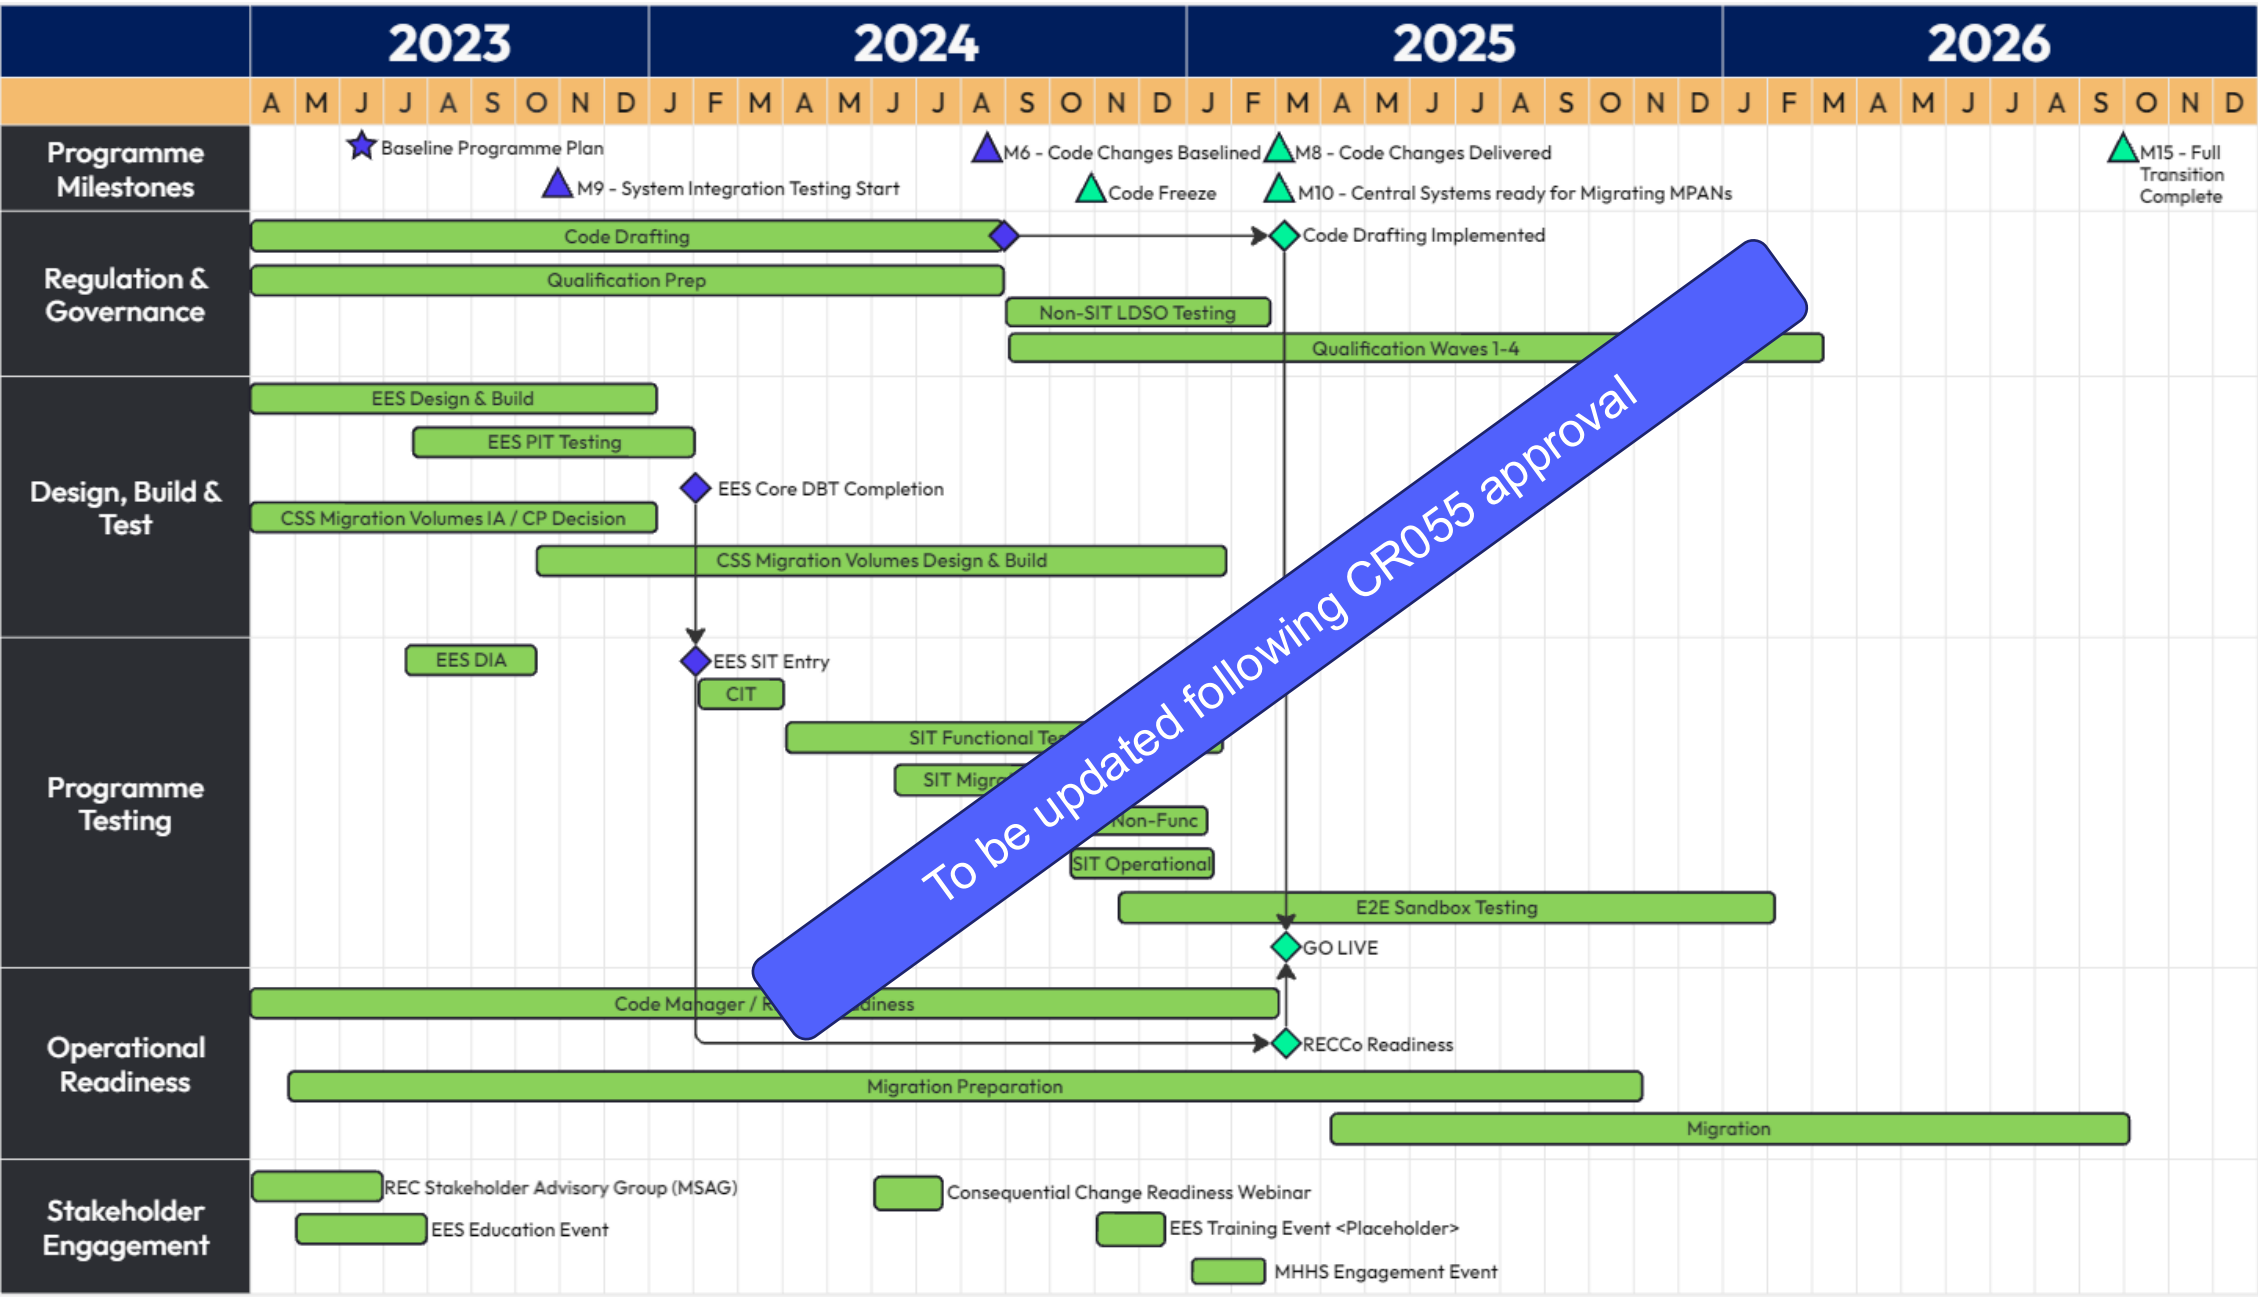 2023 2024 2025 2026
A M J J A S O N D J F M A M J J A S O N D J F M A M J J A S O N D J F M A M J J A S O N D
Programme
Milestones
Baseline Programme Plan
M9 - System Integration Testing Start
M6 - Code Changes Baselined
Code Freeze
M8 - Code Changes Delivered
M10 - Central Systems ready for Migrating MPANs
M15 - Full
Transition
Complete
Regulation &
Governance
Code Drafting
Code Drafting Implemented
Qualification Prep
Non-SIT LDSO Testing
Qualification Waves 1-4
Design, Build &
Test
EES Design & Build
EES PIT Testing
EES Core DBT Completion
CSS Migration Volumes IA / CP Decision
CSS Migration Volumes Design & Build
To be updated following CR055 approval
Programme
Testing
EES DIA
EES SIT Entry
CIT
SIT Functional
SIT
Non-Func
SIT Operational
E2E Sandbox Testing
GO LIVE
Operational
Readiness
Code Manager /
RECCo Readiness
Migration Preparation
Migration
Stakeholder
Engagement
REC Stakeholder Advisory Group (MSAG)
EES Education Event
Consequential Change Readiness Webinar
EES Training Event <Placeholder>
MHHS Engagement Event